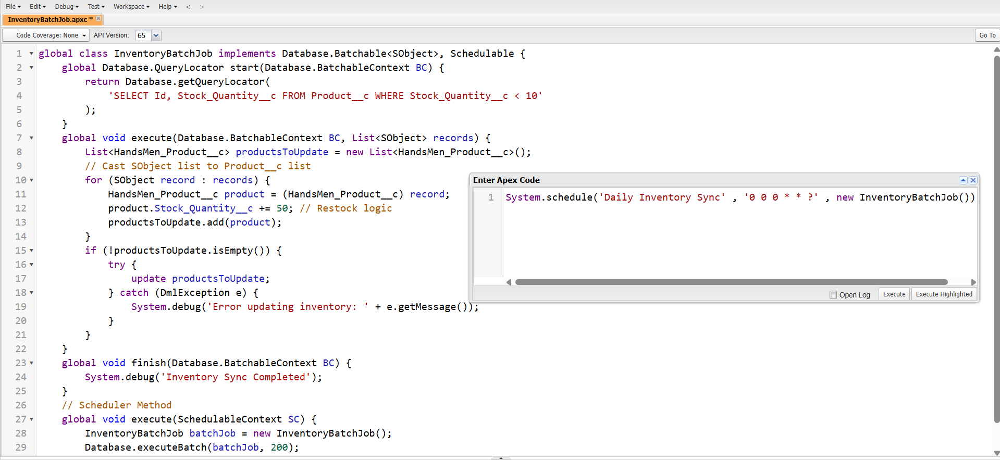 File Edit Debug Test Workspace Help < >
InventoryBatchJob.apxc *
Code Coverage: None API Version: 65 Go To
1 global class InventoryBatchJob implements Database.Batchable<SObject>, Schedulable {
2 global Database.QueryLocator start(Database.BatchableContext BC) {
3 return Database.getQueryLocator(
4 'SELECT Id, Stock_Quantity__c FROM Product__c WHERE Stock_Quantity__c < 10'
5 );
6 }
7 global void execute(Database.BatchableContext BC, List<SObject> records) {
8 List<HandsMen_Product__c> productsToUpdate = new List<HandsMen_Product__c>();
9 // Cast SObject list to Product__c list
10 for (SObject record : records) {
11 HandsMen_Product__c product = (HandsMen_Product__c) record;
12 product.Stock_Quantity__c += 50; // Restock logic
13 productsToUpdate.add(product);
14 }
15 if (!productsToUpdate.isEmpty()) {
16 try {
17 update productsToUpdate;
18 } catch (DmlException e) {
19 System.debug('Error updating inventory: ' + e.getMessage());
20 }
21 }
22 }
23 global void finish(Database.BatchableContext BC) {
24 System.debug('Inventory Sync Completed');
25 }
26 // Scheduler Method
27 global void execute(SchedulableContext SC) {
28 InventoryBatchJob batchJob = new InventoryBatchJob();
29 Database.executeBatch(batchJob, 200);
Enter Apex Code
1 System.schedule('Daily Inventory Sync' , '0 0 0 * * ?' , new InventoryBatchJob())
Open Log Execute Execute Highlighted